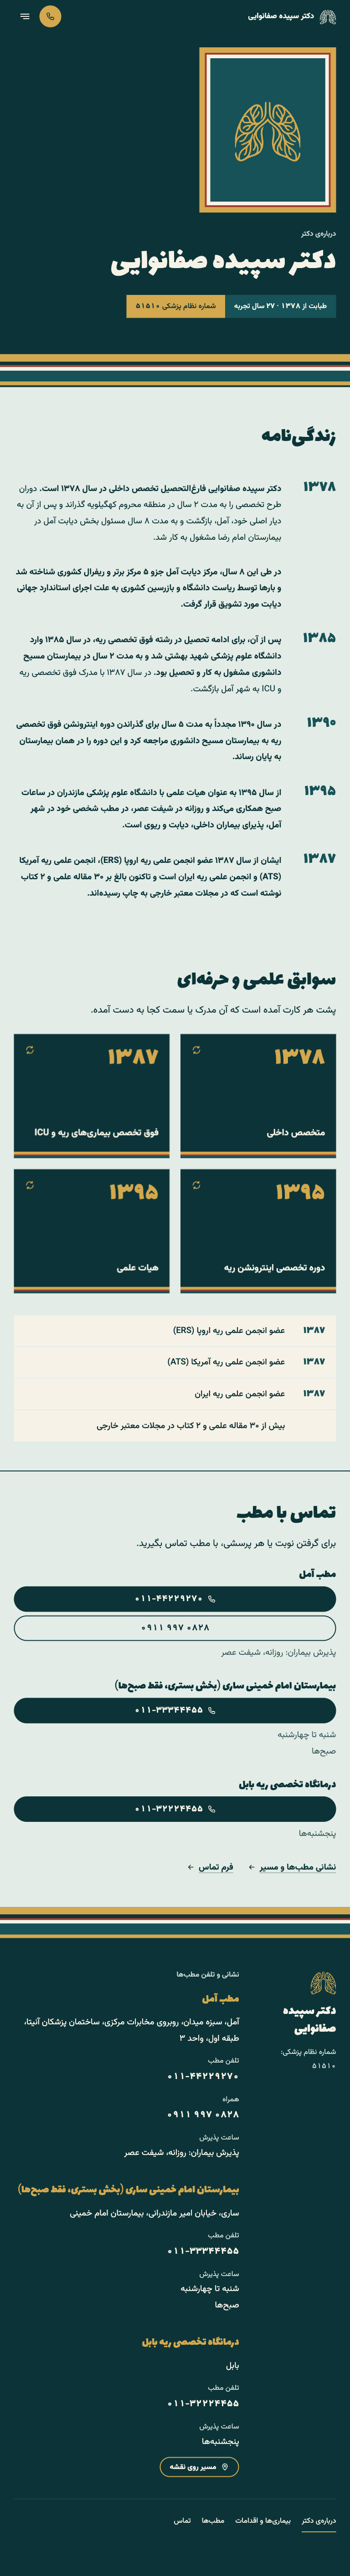 دکتر سپیده صفانوایی
درباره‌ی دکتر
دکتر سپیده صفانوایی
طبابت از ۱۳۷۸ · ۲۷ سال تجربه
شماره نظام پزشکی ۵۱۵۱۰
زندگی‌نامه
۱۳۷۸
دکتر سپیده صفانوایی فارغ‌التحصیل تخصص داخلی در سال ۱۳۷۸ است. دوران
طرح تخصصی را به مدت ۲ سال در منطقه محروم کهگیلویه گذراند و پس از آن به
دیار اصلی خود، آمل، بازگشت و به مدت ۸ سال مسئول بخش دیابت آمل در
بیمارستان امام رضا مشغول به کار شد.
در طی این ۸ سال، مرکز دیابت آمل جزو ۵ مرکز برتر و ریفرال کشوری شناخته شد
و بارها توسط ریاست دانشگاه و بازرسین کشوری به علت اجرای استاندارد جهانی
دیابت مورد تشویق قرار گرفت.
۱۳۸۵
پس از آن، برای ادامه تحصیل در رشته فوق تخصصی ریه، در سال ۱۳۸۵ وارد
دانشگاه علوم پزشکی شهید بهشتی شد و به مدت ۲ سال در بیمارستان مسیح
دانشوری مشغول به کار و تحصیل بود. در سال ۱۳۸۷ با مدرک فوق تخصصی ریه
و ICU به شهر آمل بازگشت.
۱۳۹۰
در سال ۱۳۹۰ مجدداً به مدت ۵ سال برای گذراندن دوره اینترونشن فوق تخصصی
ریه به بیمارستان مسیح دانشوری مراجعه کرد و این دوره را در همان بیمارستان
به پایان رساند.
۱۳۹۵
از سال ۱۳۹۵ به عنوان هیات علمی با دانشگاه علوم پزشکی مازندران در ساعات
صبح همکاری می‌کند و روزانه در شیفت عصر، در مطب شخصی خود در شهر
آمل، پذیرای بیماران داخلی، دیابت و ریوی است.
۱۳۸۷
ایشان از سال ۱۳۸۷ عضو انجمن علمی ریه اروپا (ERS)، انجمن علمی ریه آمریکا
(ATS) و انجمن علمی ریه ایران است و تاکنون بالغ بر ۳۰ مقاله علمی و ۲ کتاب
نوشته است که در مجلات معتبر خارجی به چاپ رسیده‌اند.
سوابق علمی و حرفه‌ای
پشت هر کارت آمده است که آن مدرک یا سمت کجا به دست آمده.
۱۳۷۸
متخصص داخلی
۱۳۸۷
فوق تخصص بیماری‌های ریه و ICU
۱۳۹۵
دوره تخصصی اینترونشن ریه
۱۳۹۵
هیات علمی
۱۳۸۷ عضو انجمن علمی ریه اروپا (ERS)
۱۳۸۷ عضو انجمن علمی ریه آمریکا (ATS)
۱۳۸۷ عضو انجمن علمی ریه ایران
بیش از ۳۰ مقاله علمی و ۲ کتاب در مجلات معتبر خارجی
تماس با مطب
برای گرفتن نوبت یا هر پرسشی، با مطب تماس بگیرید.
مطب آمل
۰۱۱-۴۴۲۲۹۲۷۰
۰۹۱۱ ۹۹۷ ۰۸۲۸
پذیرش بیماران: روزانه، شیفت عصر
بیمارستان امام خمینی ساری (بخش بستری، فقط صبح‌ها)
۰۱۱-۳۳۳۴۴۴۵۵
شنبه تا چهارشنبه
صبح‌ها
درمانگاه تخصصی ریه بابل
۰۱۱-۳۲۲۲۴۴۵۵
پنجشنبه‌ها
نشانی مطب‌ها و مسیر
فرم تماس
دکتر سپیده
صفانوایی
شماره نظام پزشکی:
۵۱۵۱۰
نشانی و تلفن مطب‌ها
مطب آمل
آمل، سبزه میدان، روبروی مخابرات مرکزی، ساختمان پزشکان آنیتا،
طبقه اول، واحد ۳
تلفن مطب
۰۱۱-۴۴۲۲۹۲۷۰
همراه
۰۹۱۱ ۹۹۷ ۰۸۲۸
ساعت پذیرش
پذیرش بیماران: روزانه، شیفت عصر
بیمارستان امام خمینی ساری (بخش بستری، فقط صبح‌ها)
ساری، خیابان امیر مازندرانی، بیمارستان امام خمینی
تلفن مطب
۰۱۱-۳۳۳۴۴۴۵۵
ساعت پذیرش
شنبه تا چهارشنبه
صبح‌ها
درمانگاه تخصصی ریه بابل
بابل
تلفن مطب
۰۱۱-۳۲۲۲۴۴۵۵
ساعت پذیرش
پنجشنبه‌ها
مسیر روی نقشه
درباره‌ی دکتر
بیماری‌ها و اقدامات
مطب‌ها
تماس